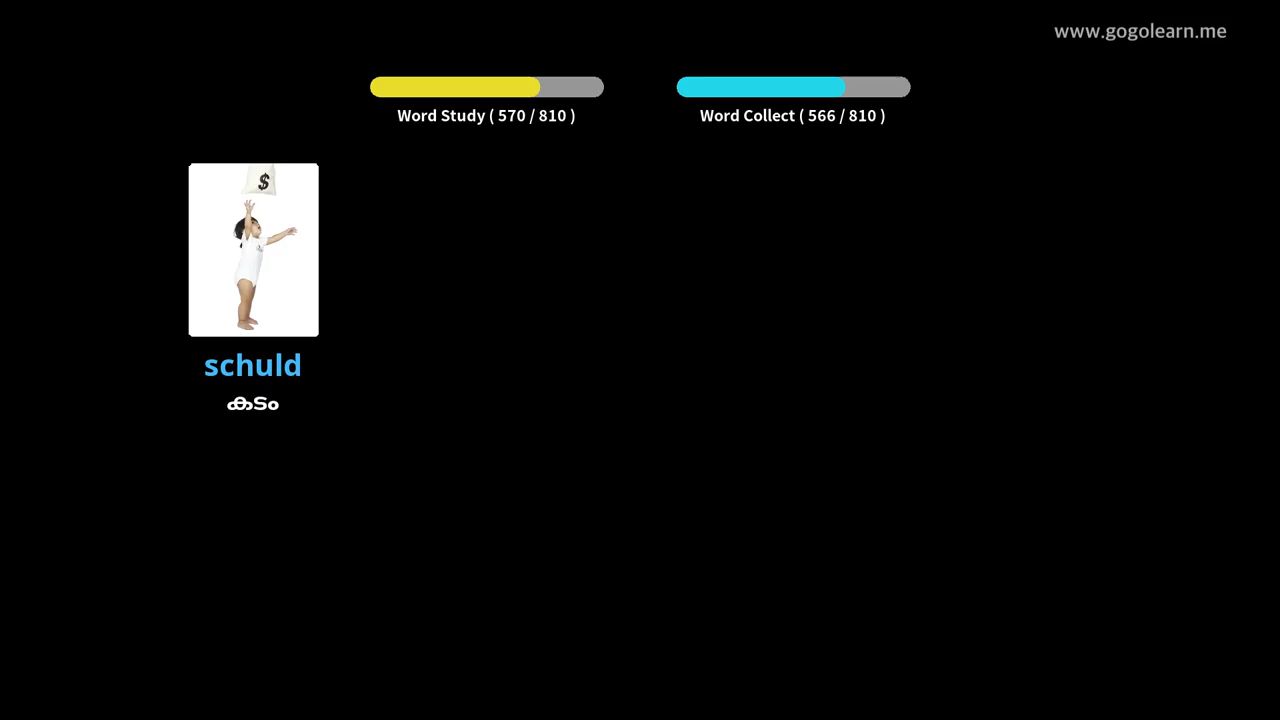 www.gogolearn.me
Word Study ( 570 / 810 )
Word Collect ( 566 / 810 )
$
schuld
കടം